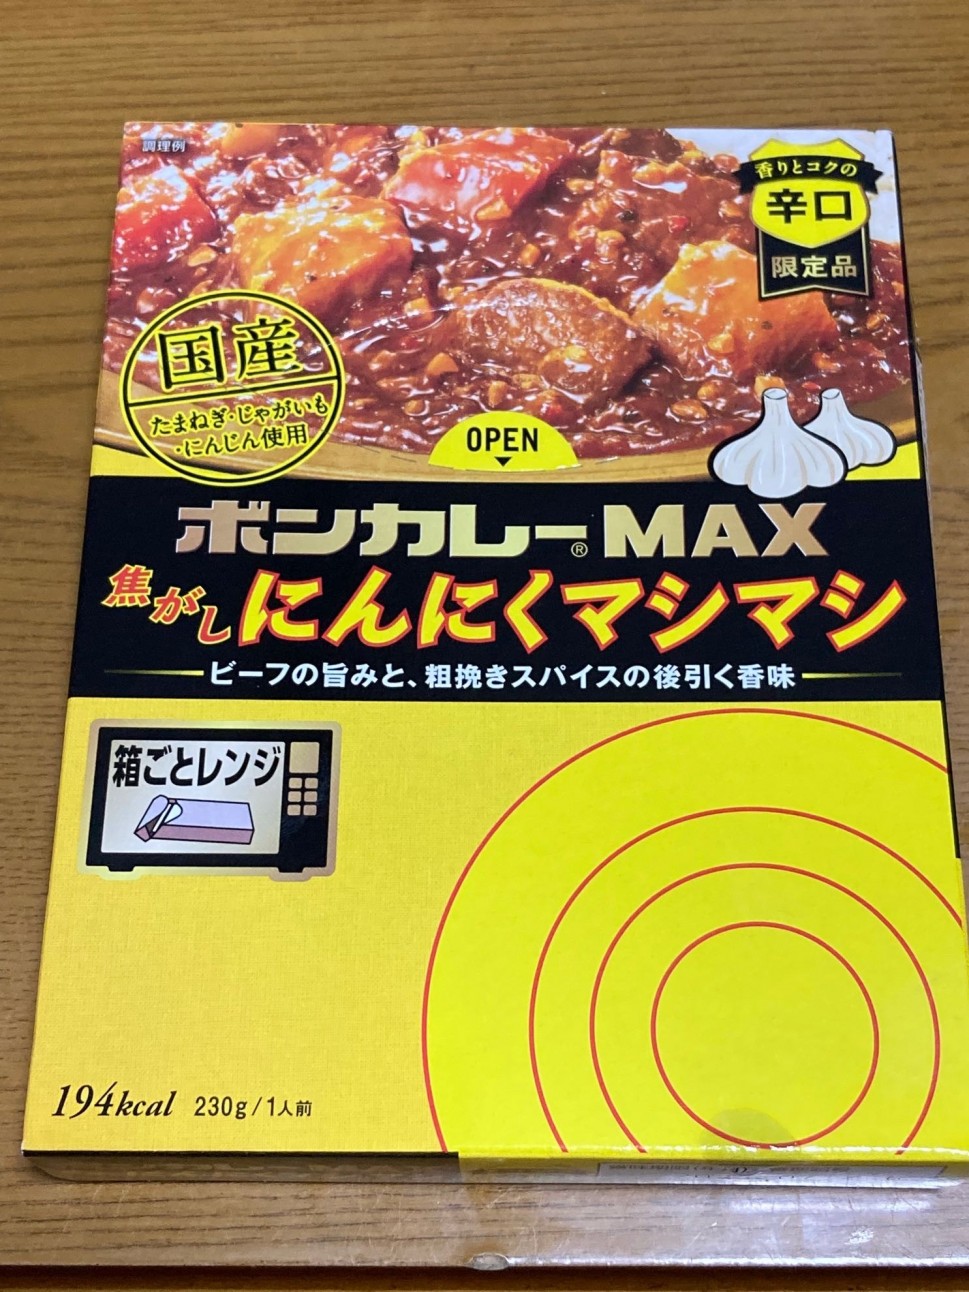 調理例
香りとコクの
辛口
限定品
国産
たまねぎ・じゃがいも
・にんじん使用
OPEN
ボンカレー®MAX
焦がしにんにくマシマシ
ビーフの旨みと、粗挽きスパイスの後引く香味
箱ごとレンジ
194kcal 230g/1人前